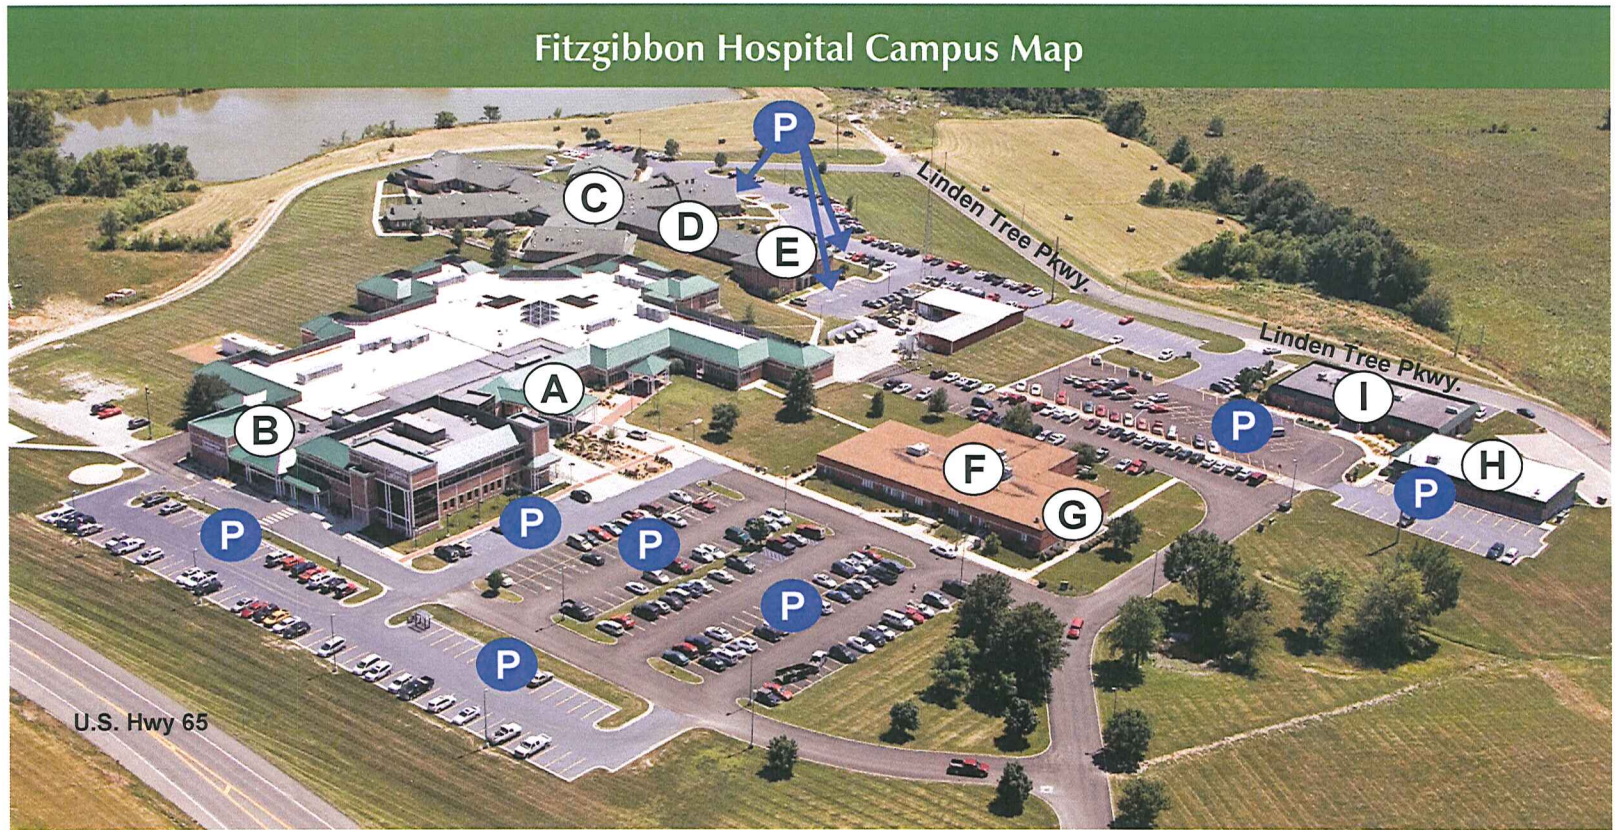 Fitzgibbon Hospital Campus Map
P
C
D
E
Linden Tree Pkwy.
Linden Tree Pkwy.
A
B
I
P
F
H
G
P
P
P
P
P
P
U.S. Hwy 65